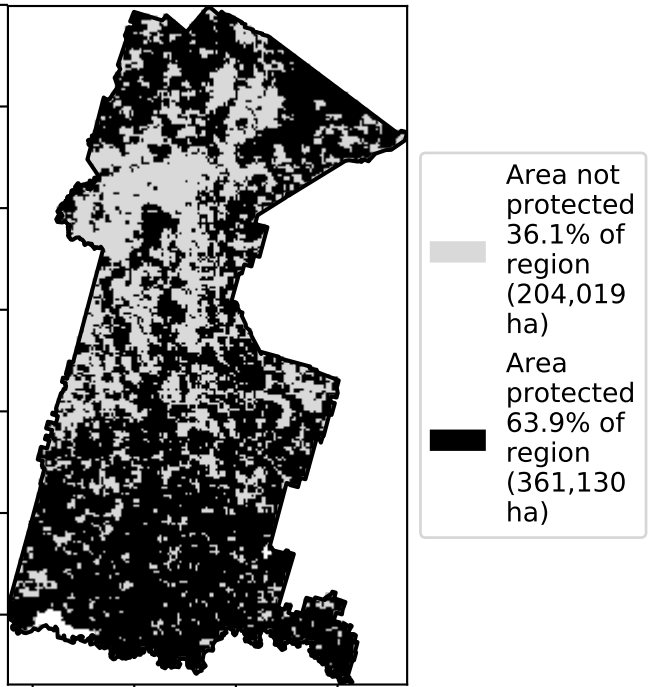 Area not
protected
36.1% of
region
(204,019
ha)
Area
protected
63.9% of
region
(361,130
ha)